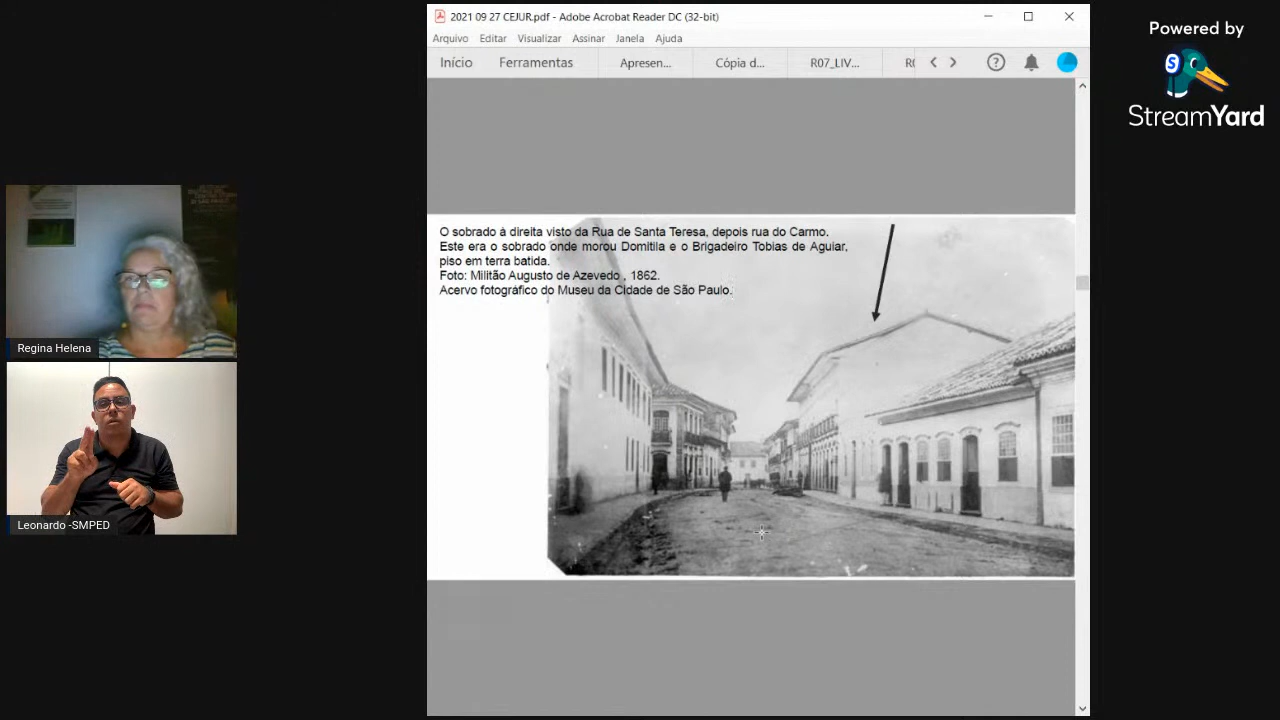 2021 09 27 CEJUR.pdf - Adobe Acrobat Reader DC (32-bit)
Arquivo Editar Visualizar Assinar Janela Ajuda
Início Ferramentas Apresen... Cópia d... R07_LIV...
O sobrado à direita visto da Rua de Santa Teresa, depois rua do Carmo.
Este era o sobrado onde morou Domitila e o Brigadeiro Tobias de Aguiar,
piso em terra batida.
Foto: Militão Augusto de Azevedo , 1862.
Acervo fotográfico do Museu da Cidade de São Paulo.
Regina Helena
Leonardo -SMPED
Powered by
StreamYard